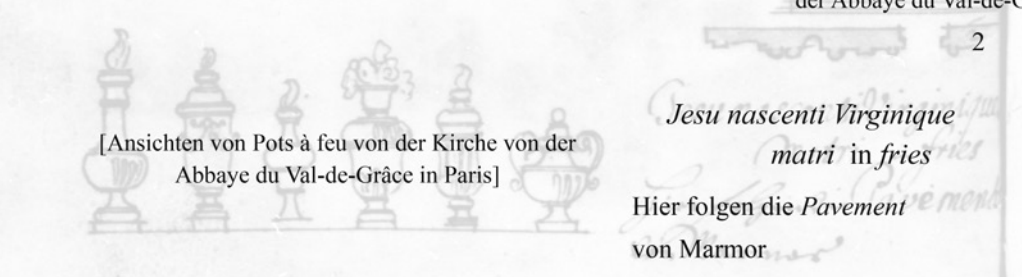 der Abbaye du Val-de-G
2
[Ansichten von Pots à feu von der Kirche von der
Abbaye du Val-de-Grâce in Paris]
Jesu nascenti Virginique
matri in fries
Hier folgen die Pavement
von Marmor